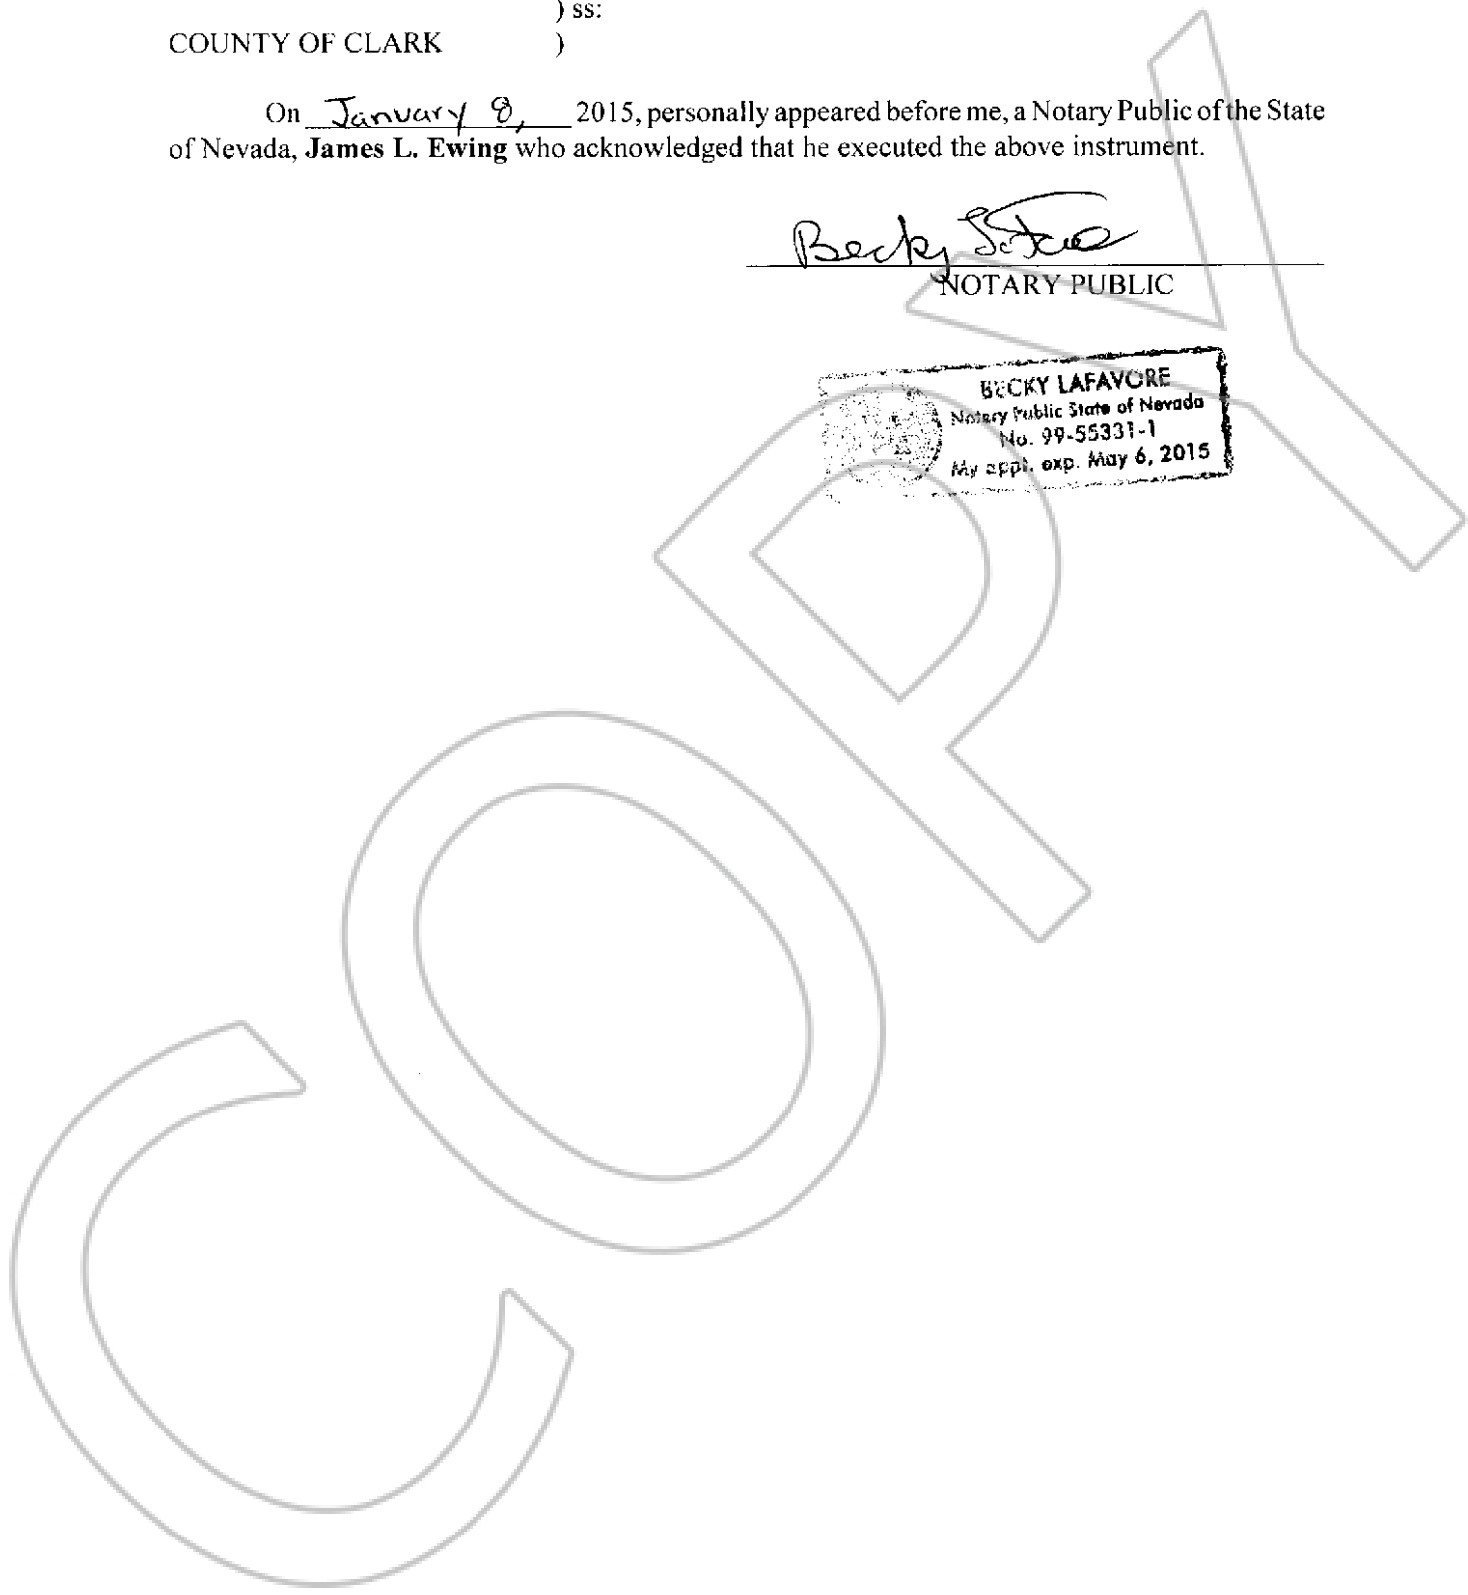 ) ss:
COUNTY OF CLARK )
On January 8, 2015, personally appeared before me, a Notary Public of the State
of Nevada, James L. Ewing who acknowledged that he executed the above instrument.
Becky
NOTARY PUBLIC
BECKY LAFAVORE
Notary Public State of Nevada
No. 99-55331-1
My appt. exp. May 6, 2015
COPY